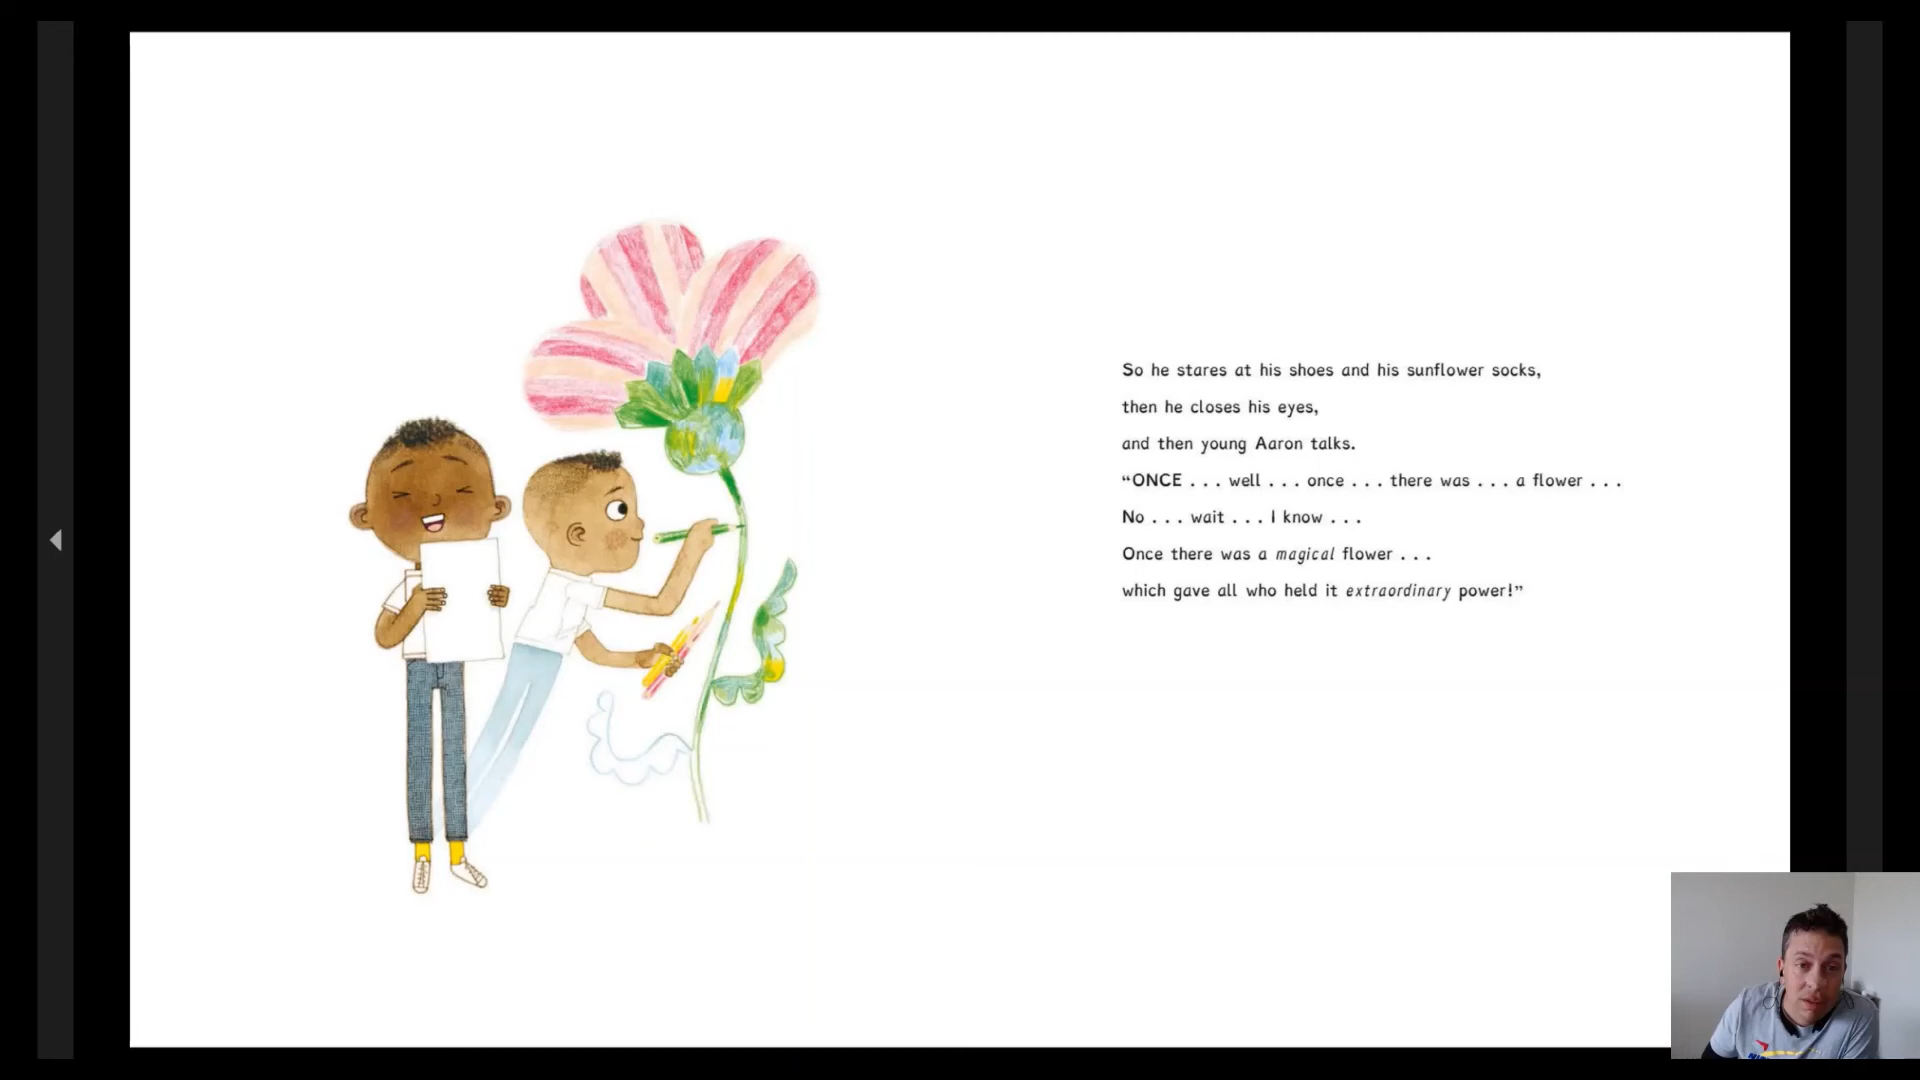 So he stares at his shoes and his sunflower socks,
then he closes his eyes,
and then young Aaron talks.
“ONCE . . . well . . . once . . . there was . . . a flower . . .
No . . . wait . . . I know . . .
Once there was a magical flower . . .
which gave all who held it extraordinary power!”